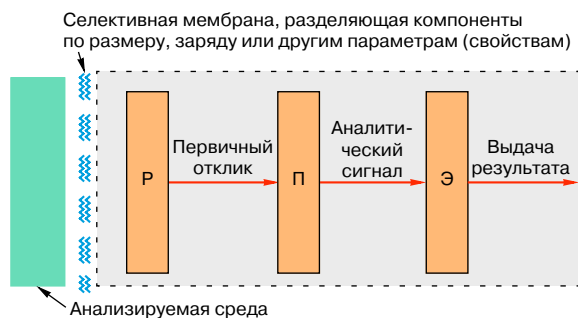 Селективная мембрана, разделяющая компоненты
по размеру, заряду или другим параметрам (свойствам)
Р
Первичный
отклик
П
Аналити-
ческий
сигнал
Э
Выдача
результата
Анализируемая среда